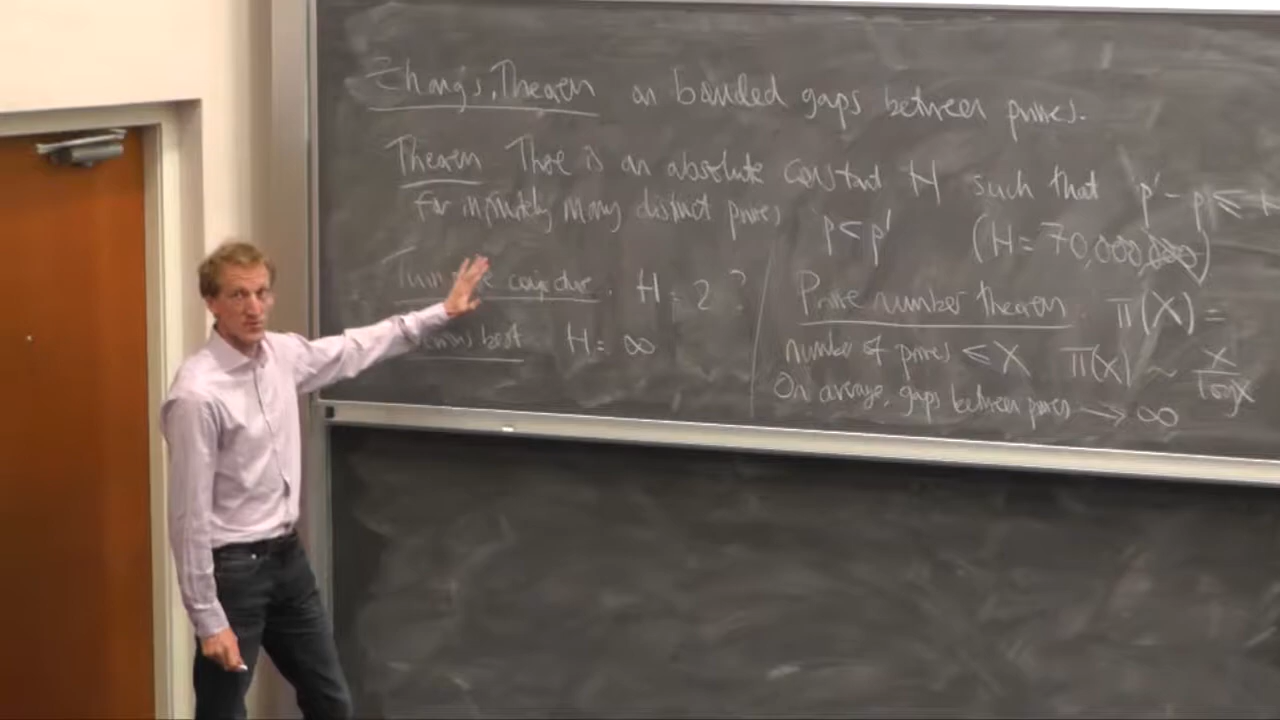 Zhang's Theorem on bounded gaps between primes.
Theorem There is an absolute constant H such that p' - p ≤ H
for infinitely many distinct primes p < p' (H = 70,000,000)
Twin conjecture. H = 2 ?
best H = ∞
Prime number theorem. π(X) =
number of primes ≤ X π(X) ~ X / log X
On average, gaps between primes → ∞